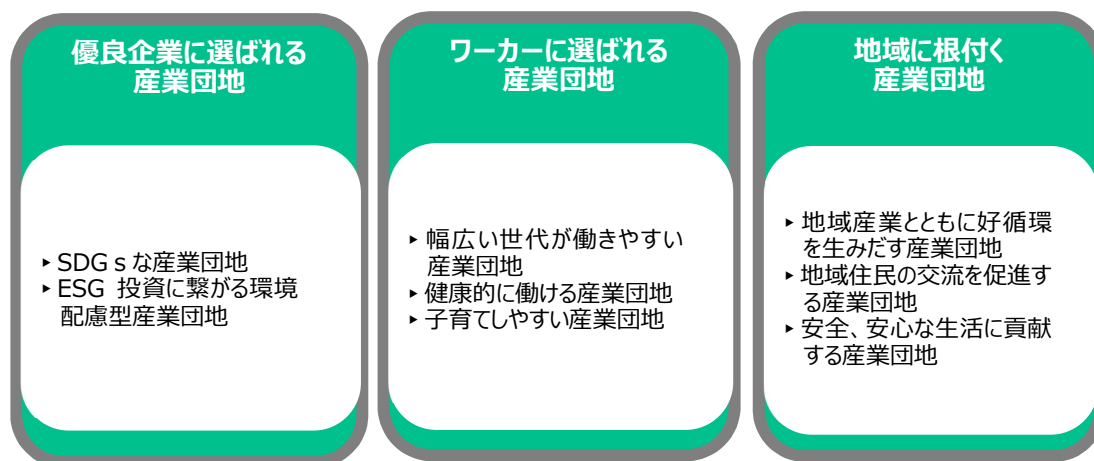 優良企業に選ばれる
産業団地
‣ SDGｓな産業団地
‣ ESG 投資に繋がる環境
配慮型産業団地
ワーカーに選ばれる
産業団地
‣ 幅広い世代が働きやすい
産業団地
‣ 健康的に働ける産業団地
‣ 子育てしやすい産業団地
地域に根付く
産業団地
‣ 地域産業とともに好循環
を生みだす産業団地
‣ 地域住民の交流を促進す
る産業団地
‣ 安全、安心な生活に貢献
する産業団地